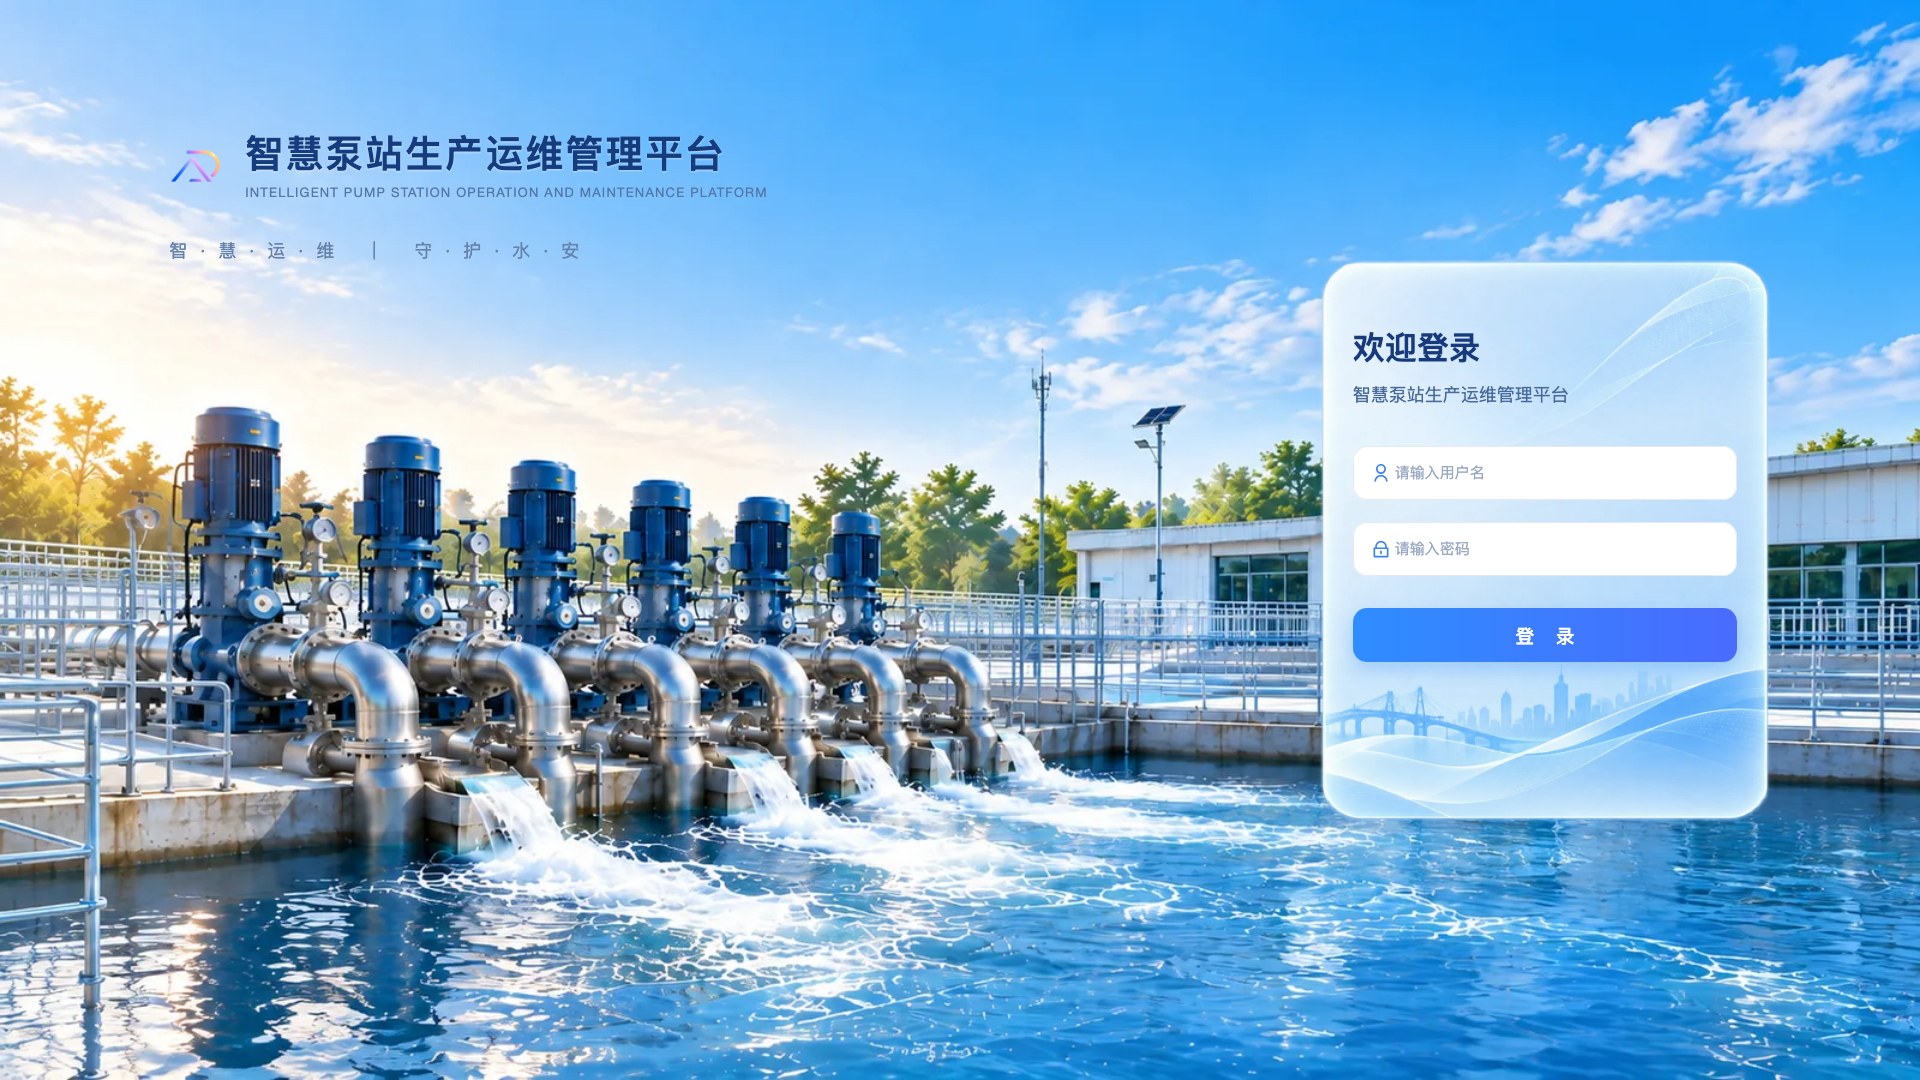 智慧泵站生产运维管理平台
INTELLIGENT PUMP STATION OPERATION AND MAINTENANCE PLATFORM
智·慧·运·维 | 守·护·水·安
欢迎登录
智慧泵站生产运维管理平台
请输入用户名
请输入密码
登 录